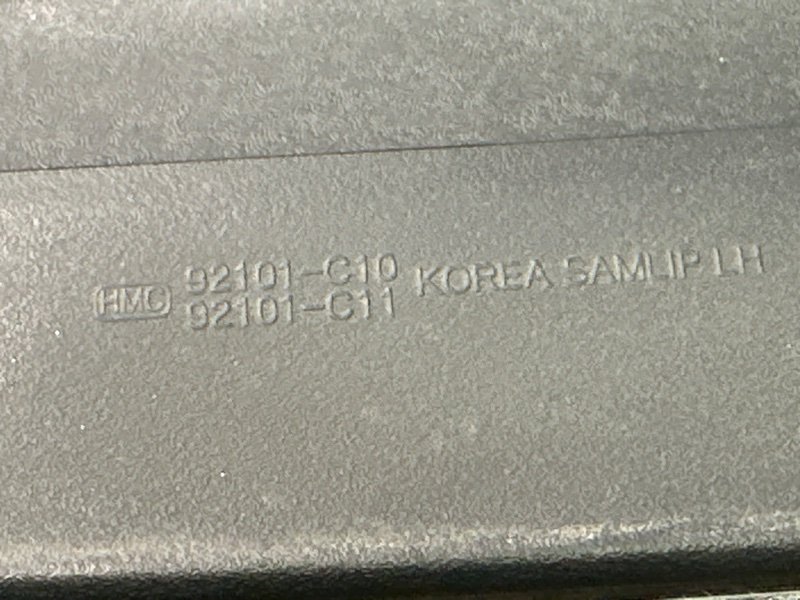 HMC
92101-C10
92101-C11
KOREA SAMLIP LH